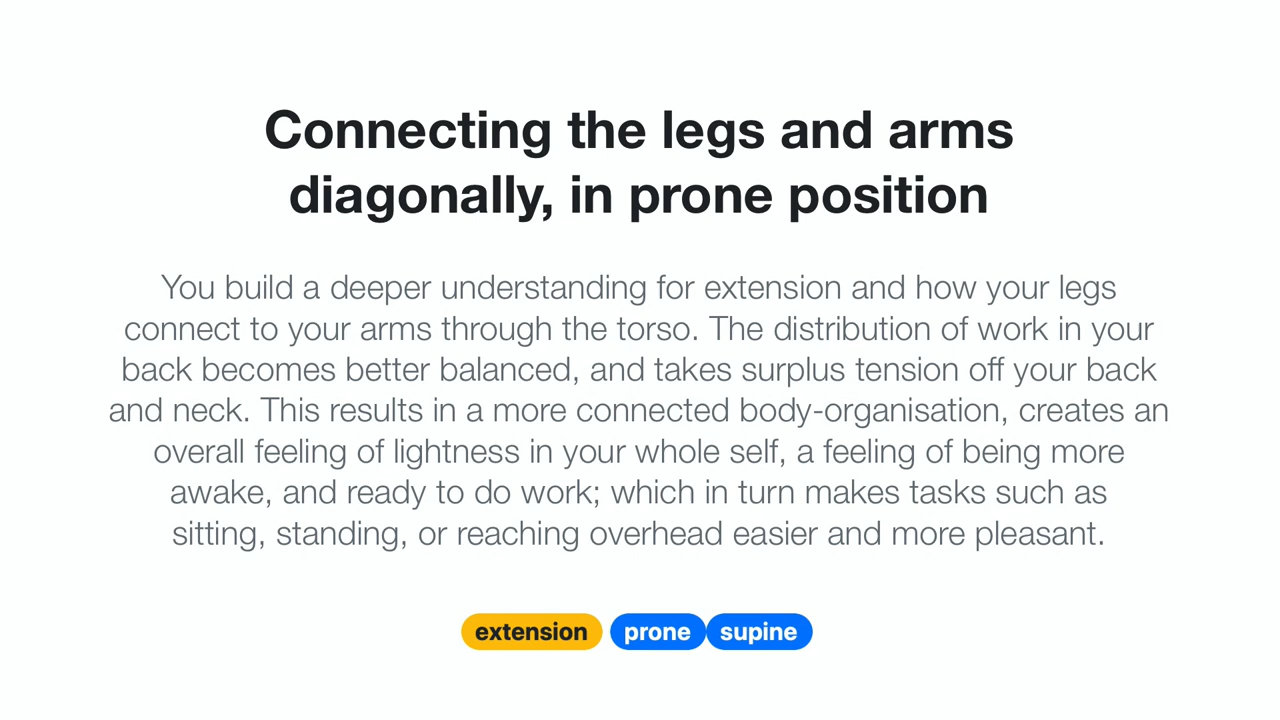 Connecting the legs and arms
diagonally, in prone position
You build a deeper understanding for extension and how your legs
connect to your arms through the torso. The distribution of work in your
back becomes better balanced, and takes surplus tension off your back
and neck. This results in a more connected body-organisation, creates an
overall feeling of lightness in your whole self, a feeling of being more
awake, and ready to do work; which in turn makes tasks such as
sitting, standing, or reaching overhead easier and more pleasant.
extension prone supine